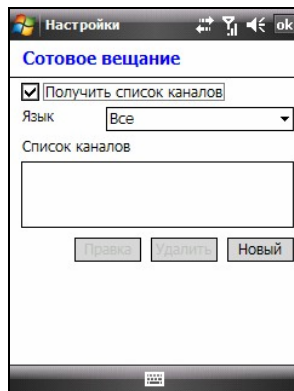 Настройки ok
Сотовое вещание
Получить список каналов
Язык Все
Список каналов
Правка Удалить Новый